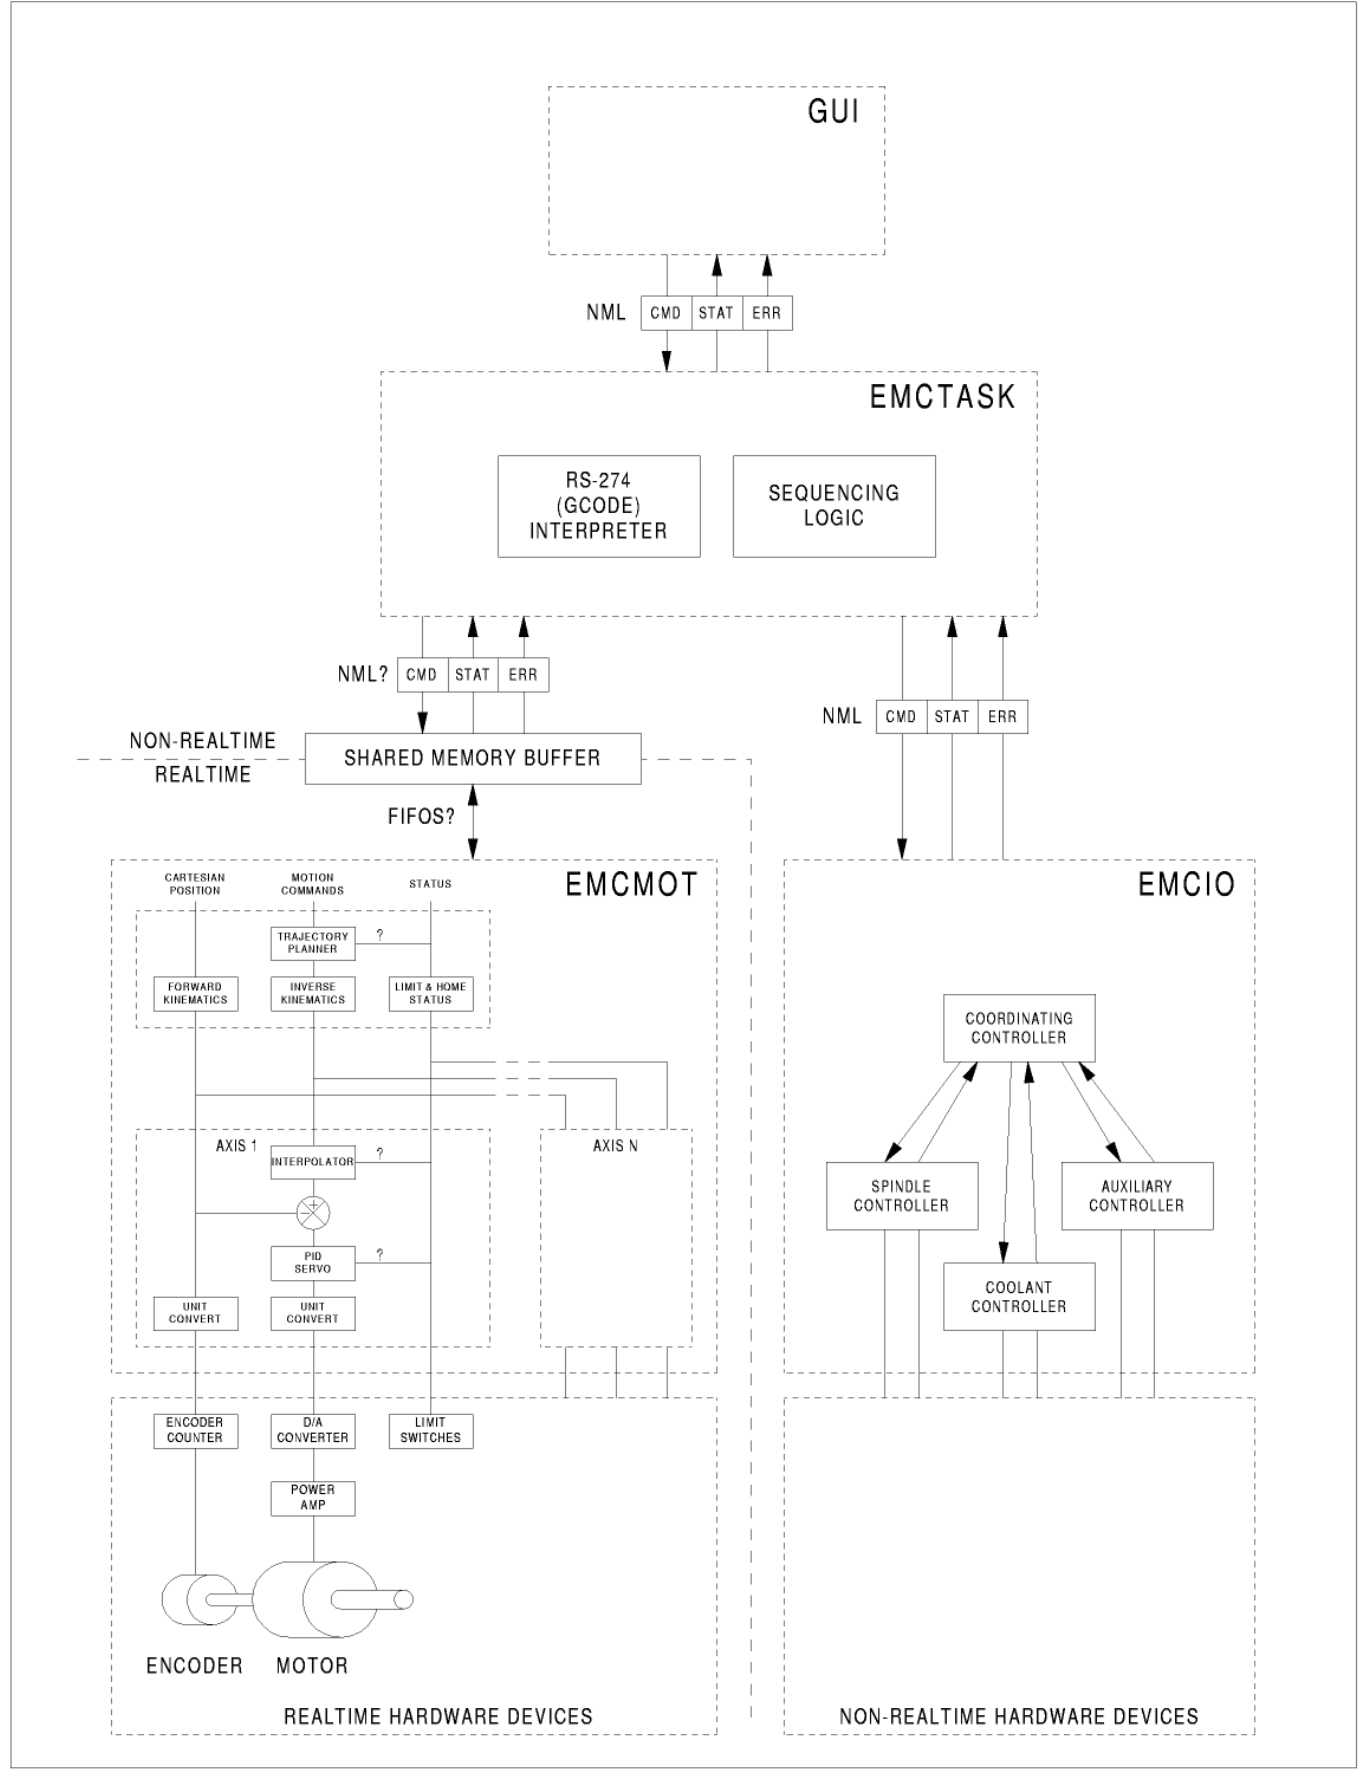 GUI
NML
CMD
STAT
ERR
EMCTASK
RS-274
(GCODE)
INTERPRETER
SEQUENCING
LOGIC
NML?
CMD
STAT
ERR
NML
CMD
STAT
ERR
NON-REALTIME
REALTIME
SHARED MEMORY BUFFER
FIFOS?
EMCMOT
CARTESIAN
POSITION
MOTION
COMMANDS
STATUS
TRAJECTORY
PLANNER
?
FORWARD
KINEMATICS
INVERSE
KINEMATICS
LIMIT & HOME
STATUS
AXIS 1
INTERPOLATOR
?
+
−
PID
SERVO
?
UNIT
CONVERT
UNIT
CONVERT
AXIS N
EMCIO
COORDINATING
CONTROLLER
SPINDLE
CONTROLLER
AUXILIARY
CONTROLLER
COOLANT
CONTROLLER
ENCODER
COUNTER
D/A
CONVERTER
LIMIT
SWITCHES
POWER
AMP
ENCODER
MOTOR
REALTIME HARDWARE DEVICES
NON-REALTIME HARDWARE DEVICES